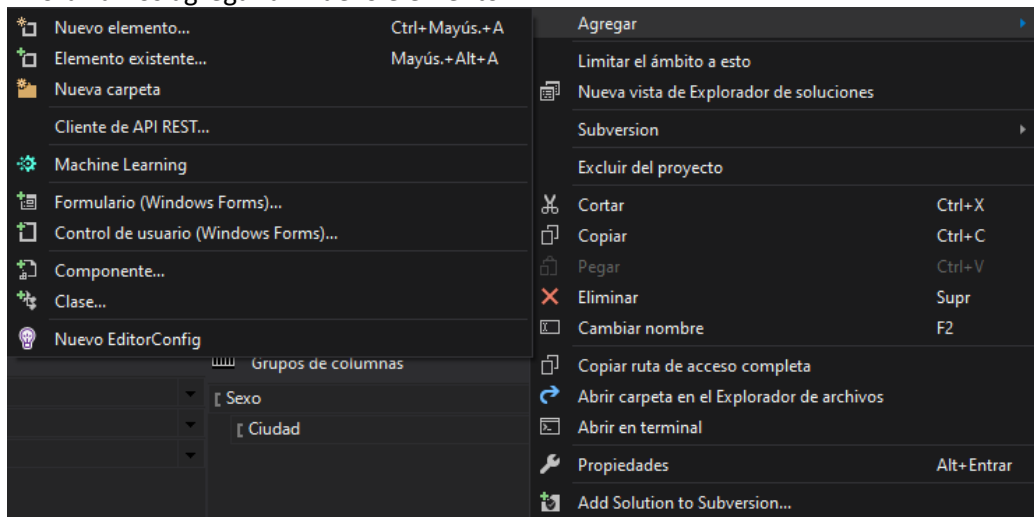 Nuevo elemento... Ctrl+Mayús.+A
Elemento existente... Mayús.+Alt+A
Nueva carpeta
Cliente de API REST...
Machine Learning
Formulario (Windows Forms)...
Control de usuario (Windows Forms)...
Componente...
Clase...
Nuevo EditorConfig
Grupos de columnas
[ Sexo
[ Ciudad
Agregar
Limitar el ámbito a esto
Nueva vista de Explorador de soluciones
Subversion
Excluir del proyecto
Cortar Ctrl+X
Copiar Ctrl+C
Pegar Ctrl+V
Eliminar Supr
Cambiar nombre F2
Copiar ruta de acceso completa
Abrir carpeta en el Explorador de archivos
Abrir en terminal
Propiedades Alt+Entrar
Add Solution to Subversion...